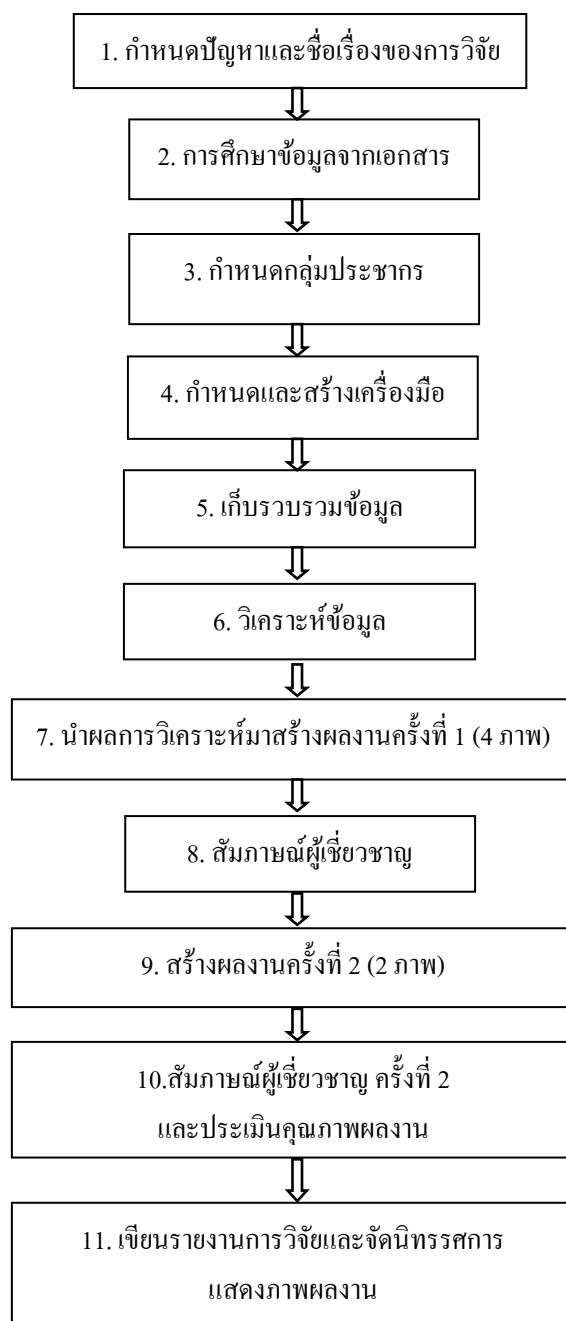 1. กำหนดปัญหาและชื่อเรื่องของการวิจัย
2. การศึกษาข้อมูลจากเอกสาร
3. กำหนดกลุ่มประชากร
4. กำหนดและสร้างเครื่องมือ
5. เก็บรวบรวมข้อมูล
6. วิเคราะห์ข้อมูล
7. นำผลการวิเคราะห์มาสร้างผลงานครั้งที่ 1 (4 ภาพ)
8. สัมภาษณ์ผู้เชี่ยวชาญ
9. สร้างผลงานครั้งที่ 2 (2 ภาพ)
10.สัมภาษณ์ผู้เชี่ยวชาญ ครั้งที่ 2
และประเมินคุณภาพผลงาน
11. เขียนรายงานการวิจัยและจัดนิทรรศการ
แสดงภาพผลงาน